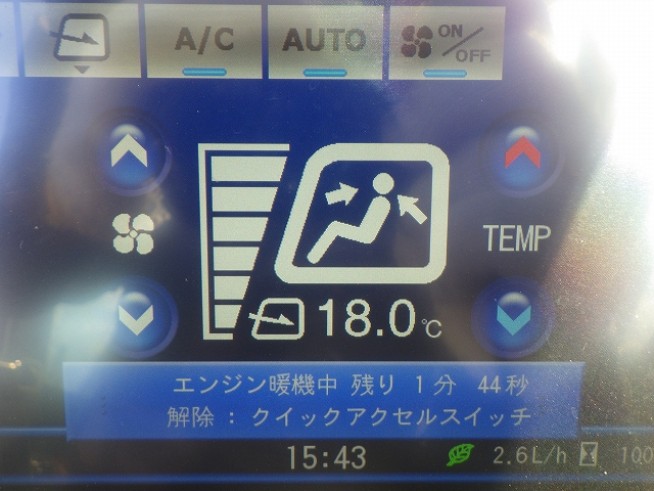 A/C AUTO ON/OFF
TEMP
18.0℃
エンジン暖機中 残り 1分 44秒
解除 : クイックアクセルスイッチ
15:43 2.6L/h